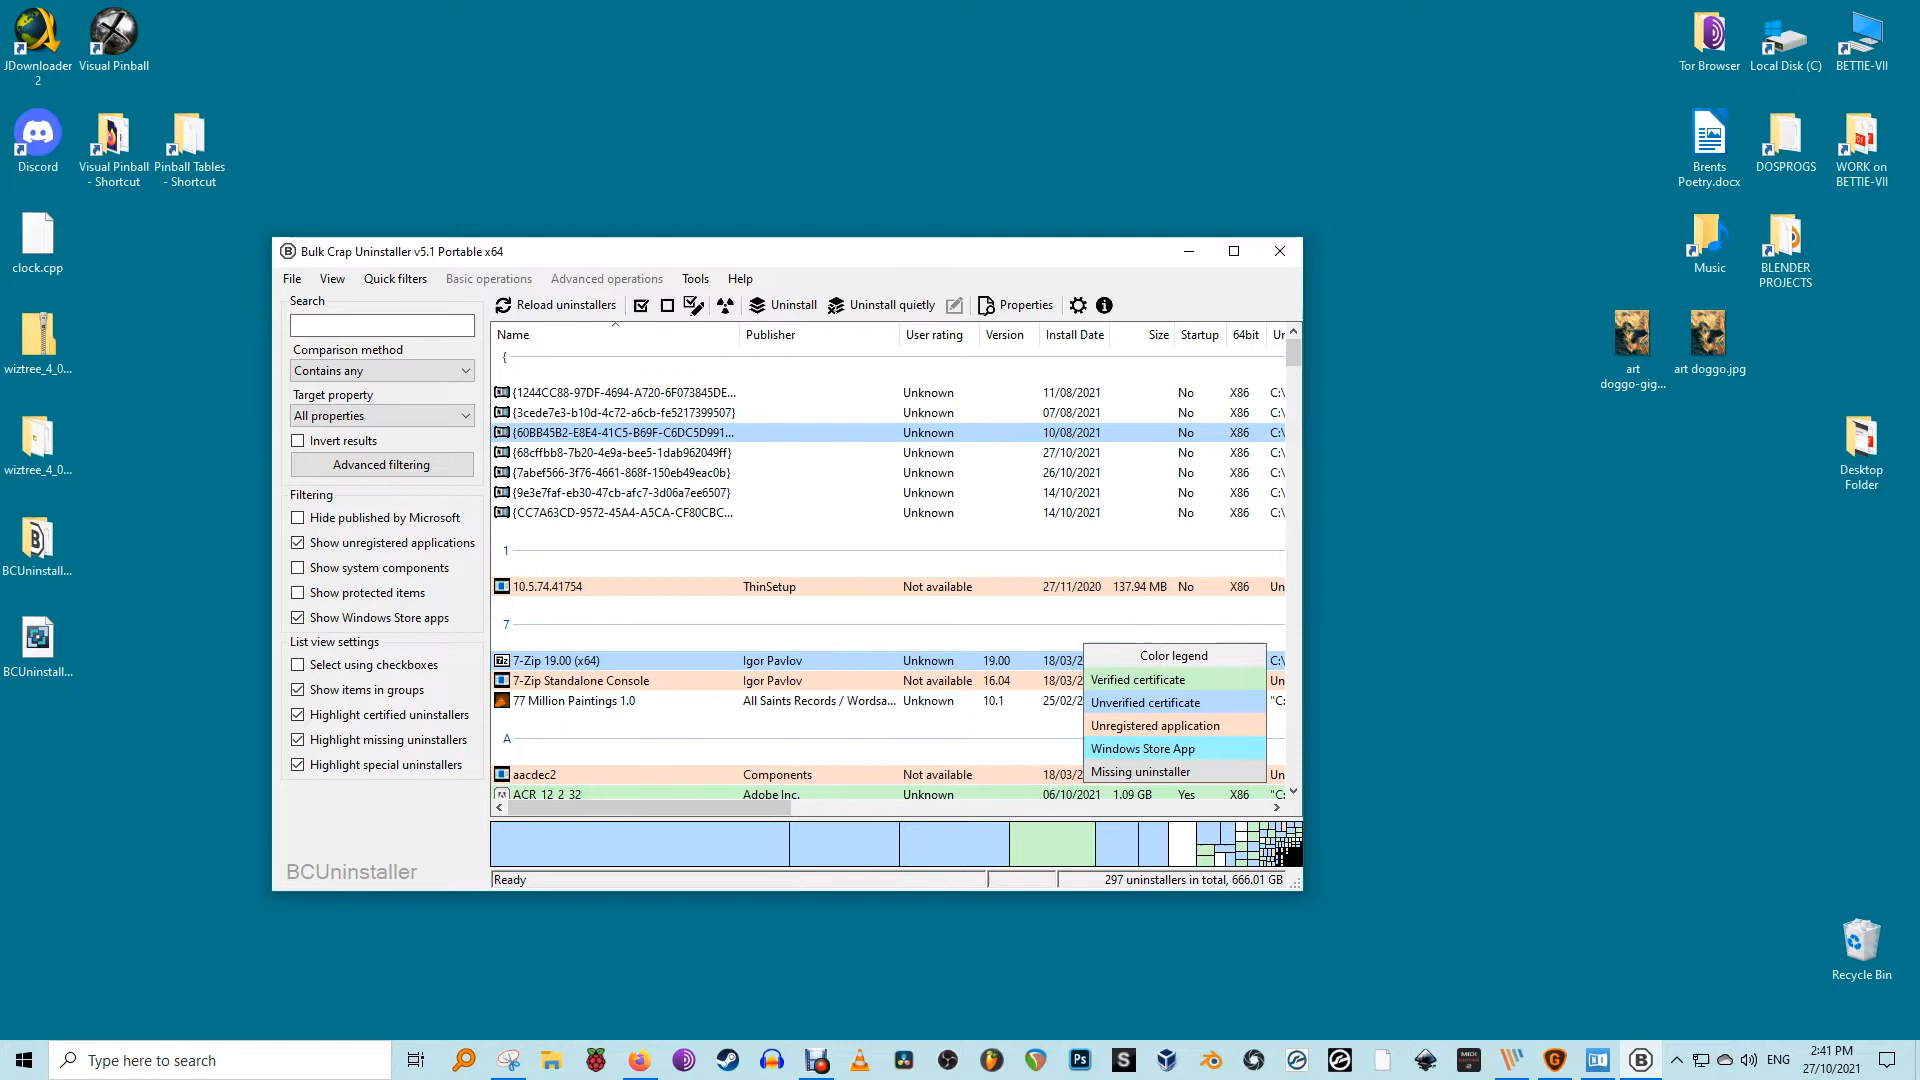 JDownloader
2
Visual Pinball
Discord
Visual Pinball
- Shortcut
Pinball Tables
- Shortcut
clock.cpp
wiztree_4_0...
wiztree_4_0...
BCUninstall...
BCUninstall...
Tor Browser
Local Disk (C)
BETTIE-VII
Brents
Poetry.docx
DOSPROGS
WORK on
BETTIE-VII
Music
BLENDER
PROJECTS
art
doggo-gig...
art doggo.jpg
Desktop
Folder
Recycle Bin
Bulk Crap Uninstaller v5.1 Portable x64
File View Quick filters Basic operations Advanced operations Tools Help
Search
Comparison method
Contains any
Target property
All properties
Invert results
Advanced filtering
Filtering
Hide published by Microsoft
Show unregistered applications
Show system components
Show protected items
Show Windows Store apps
List view settings
Select using checkboxes
Show items in groups
Highlight certified uninstallers
Highlight missing uninstallers
Highlight special uninstallers
BCUninstaller
Reload uninstallers Uninstall Uninstall quietly Properties
Name Publisher User rating Version Install Date Size Startup 64bit Ur
{
{1244CC88-97DF-4694-A720-6F073845DE... Unknown 11/08/2021 No X86 C:\
{3cede7e3-b10d-4c72-a6cb-fe5217399507} Unknown 07/08/2021 No X86 C:\
{60BB45B2-E8E4-41C5-B69F-C6DC5D991... Unknown 10/08/2021 No X86 C:\
{68cffbb8-7b20-4e9a-bee5-1dab962049ff} Unknown 27/10/2021 No X86 C:\
{7abef566-3f76-4661-868f-150eb49eac0b} Unknown 26/10/2021 No X86 C:\
{9e3e7faf-eb30-47cb-afc7-3d06a7ee6507} Unknown 14/10/2021 No X86 C:\
{CC7A63CD-9572-45A4-A5CA-CF80CBC... Unknown 14/10/2021 No X86 C:\
1
10.5.74.41754 ThinSetup Not available 27/11/2020 137.94 MB No X86 Un
7
7-Zip 19.00 (x64) Igor Pavlov Unknown 19.00 18/03/2 C:\
7-Zip Standalone Console Igor Pavlov Not available 16.04 18/03/2 Un
77 Million Paintings 1.0 All Saints Records / Wordsa... Unknown 10.1 25/02/ "C:
A
aacdec2 Components Not available 18/03/2 Un
ACR_12_2_32 Adobe Inc. Unknown 06/10/2021 1.09 GB Yes X86 "C:
Color legend
Verified certificate
Unverified certificate
Unregistered application
Windows Store App
Missing uninstaller
Ready
297 uninstallers in total, 666.01 GB
Type here to search
ENG
2:41 PM
27/10/2021